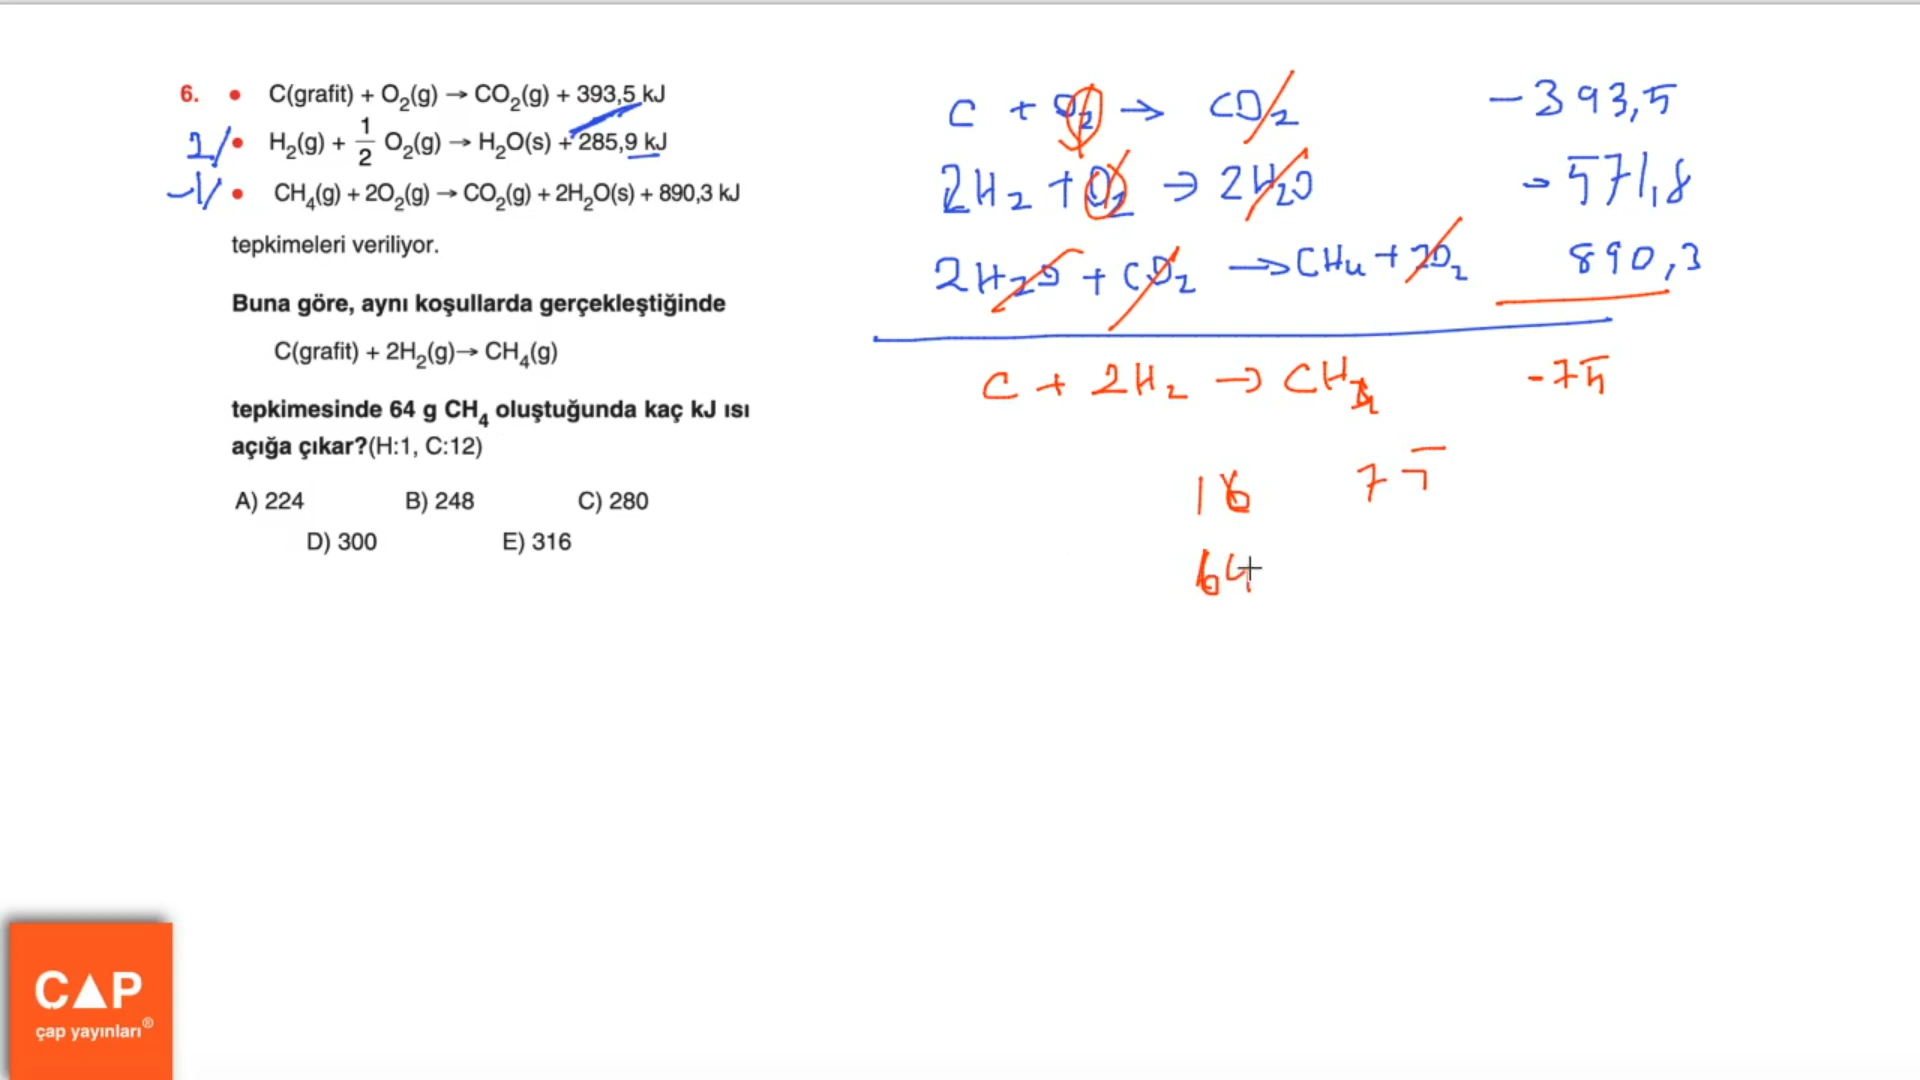 6. • C(grafit) + O₂(g) → CO₂(g) + 393,5 kJ
2/ • H₂(g) + 1/2 O₂(g) → H₂O(s) + 285,9 kJ
-1/ • CH₄(g) + 2O₂(g) → CO₂(g) + 2H₂O(s) + 890,3 kJ
tepkimeleri veriliyor.
Buna göre, aynı koşullarda gerçekleştiğinde
C(grafit) + 2H₂(g) → CH₄(g)
tepkimesinde 64 g CH₄ oluştuğunda kaç kJ ısı
açığa çıkar?(H:1, C:12)
A) 224 B) 248 C) 280
D) 300 E) 316
C + O₂ → CO₂ -393,5
2H₂ + O₂ → 2H₂O -571,8
2H₂O + CO₂ → CH₄ + 2O₂ 890,3
C + 2H₂ → CH₄ -75
16 75
64
CAP
çap yayınları®